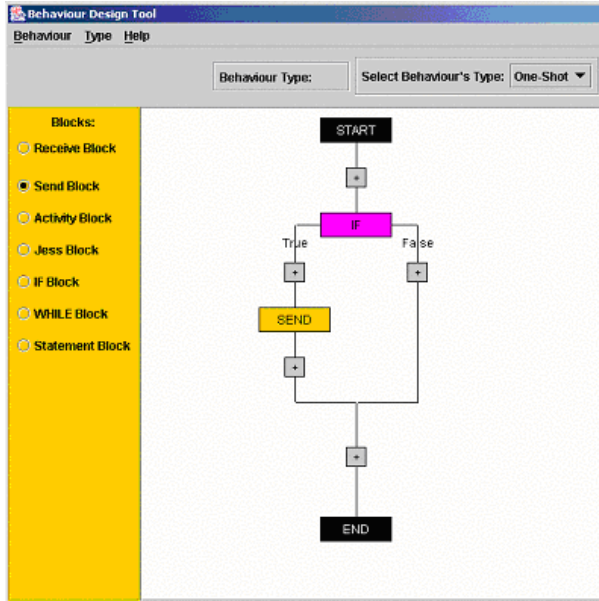 Behaviour Design Tool
Behaviour Type Help
Behaviour Type: Select Behaviour's Type: One-Shot
Blocks:
Receive Block
Send Block
Activity Block
Jess Block
IF Block
WHILE Block
Statement Block
START
+
IF
True False
+ +
SEND
+
+
END